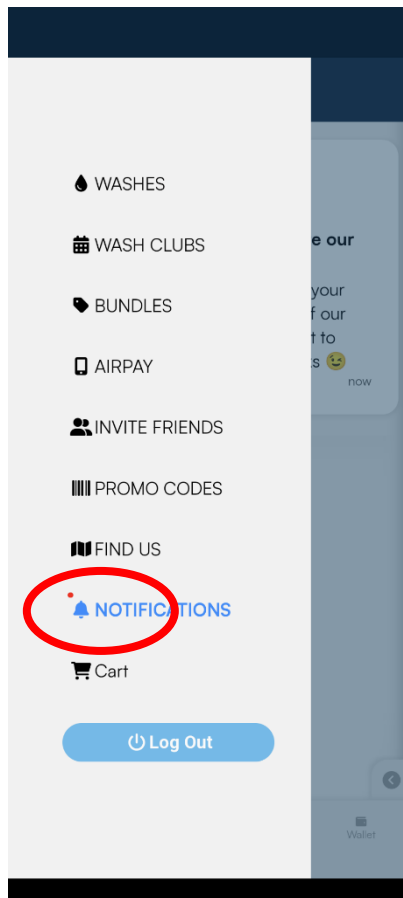 WASHES
WASH CLUBS
BUNDLES
AIRPAY
INVITE FRIENDS
PROMO CODES
FIND US
NOTIFICATIONS
Cart
Log Out
e our
your
f our
t to
s 😉
now
Wallet